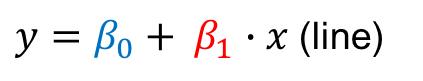 y = β₀ + β₁ · x (line)